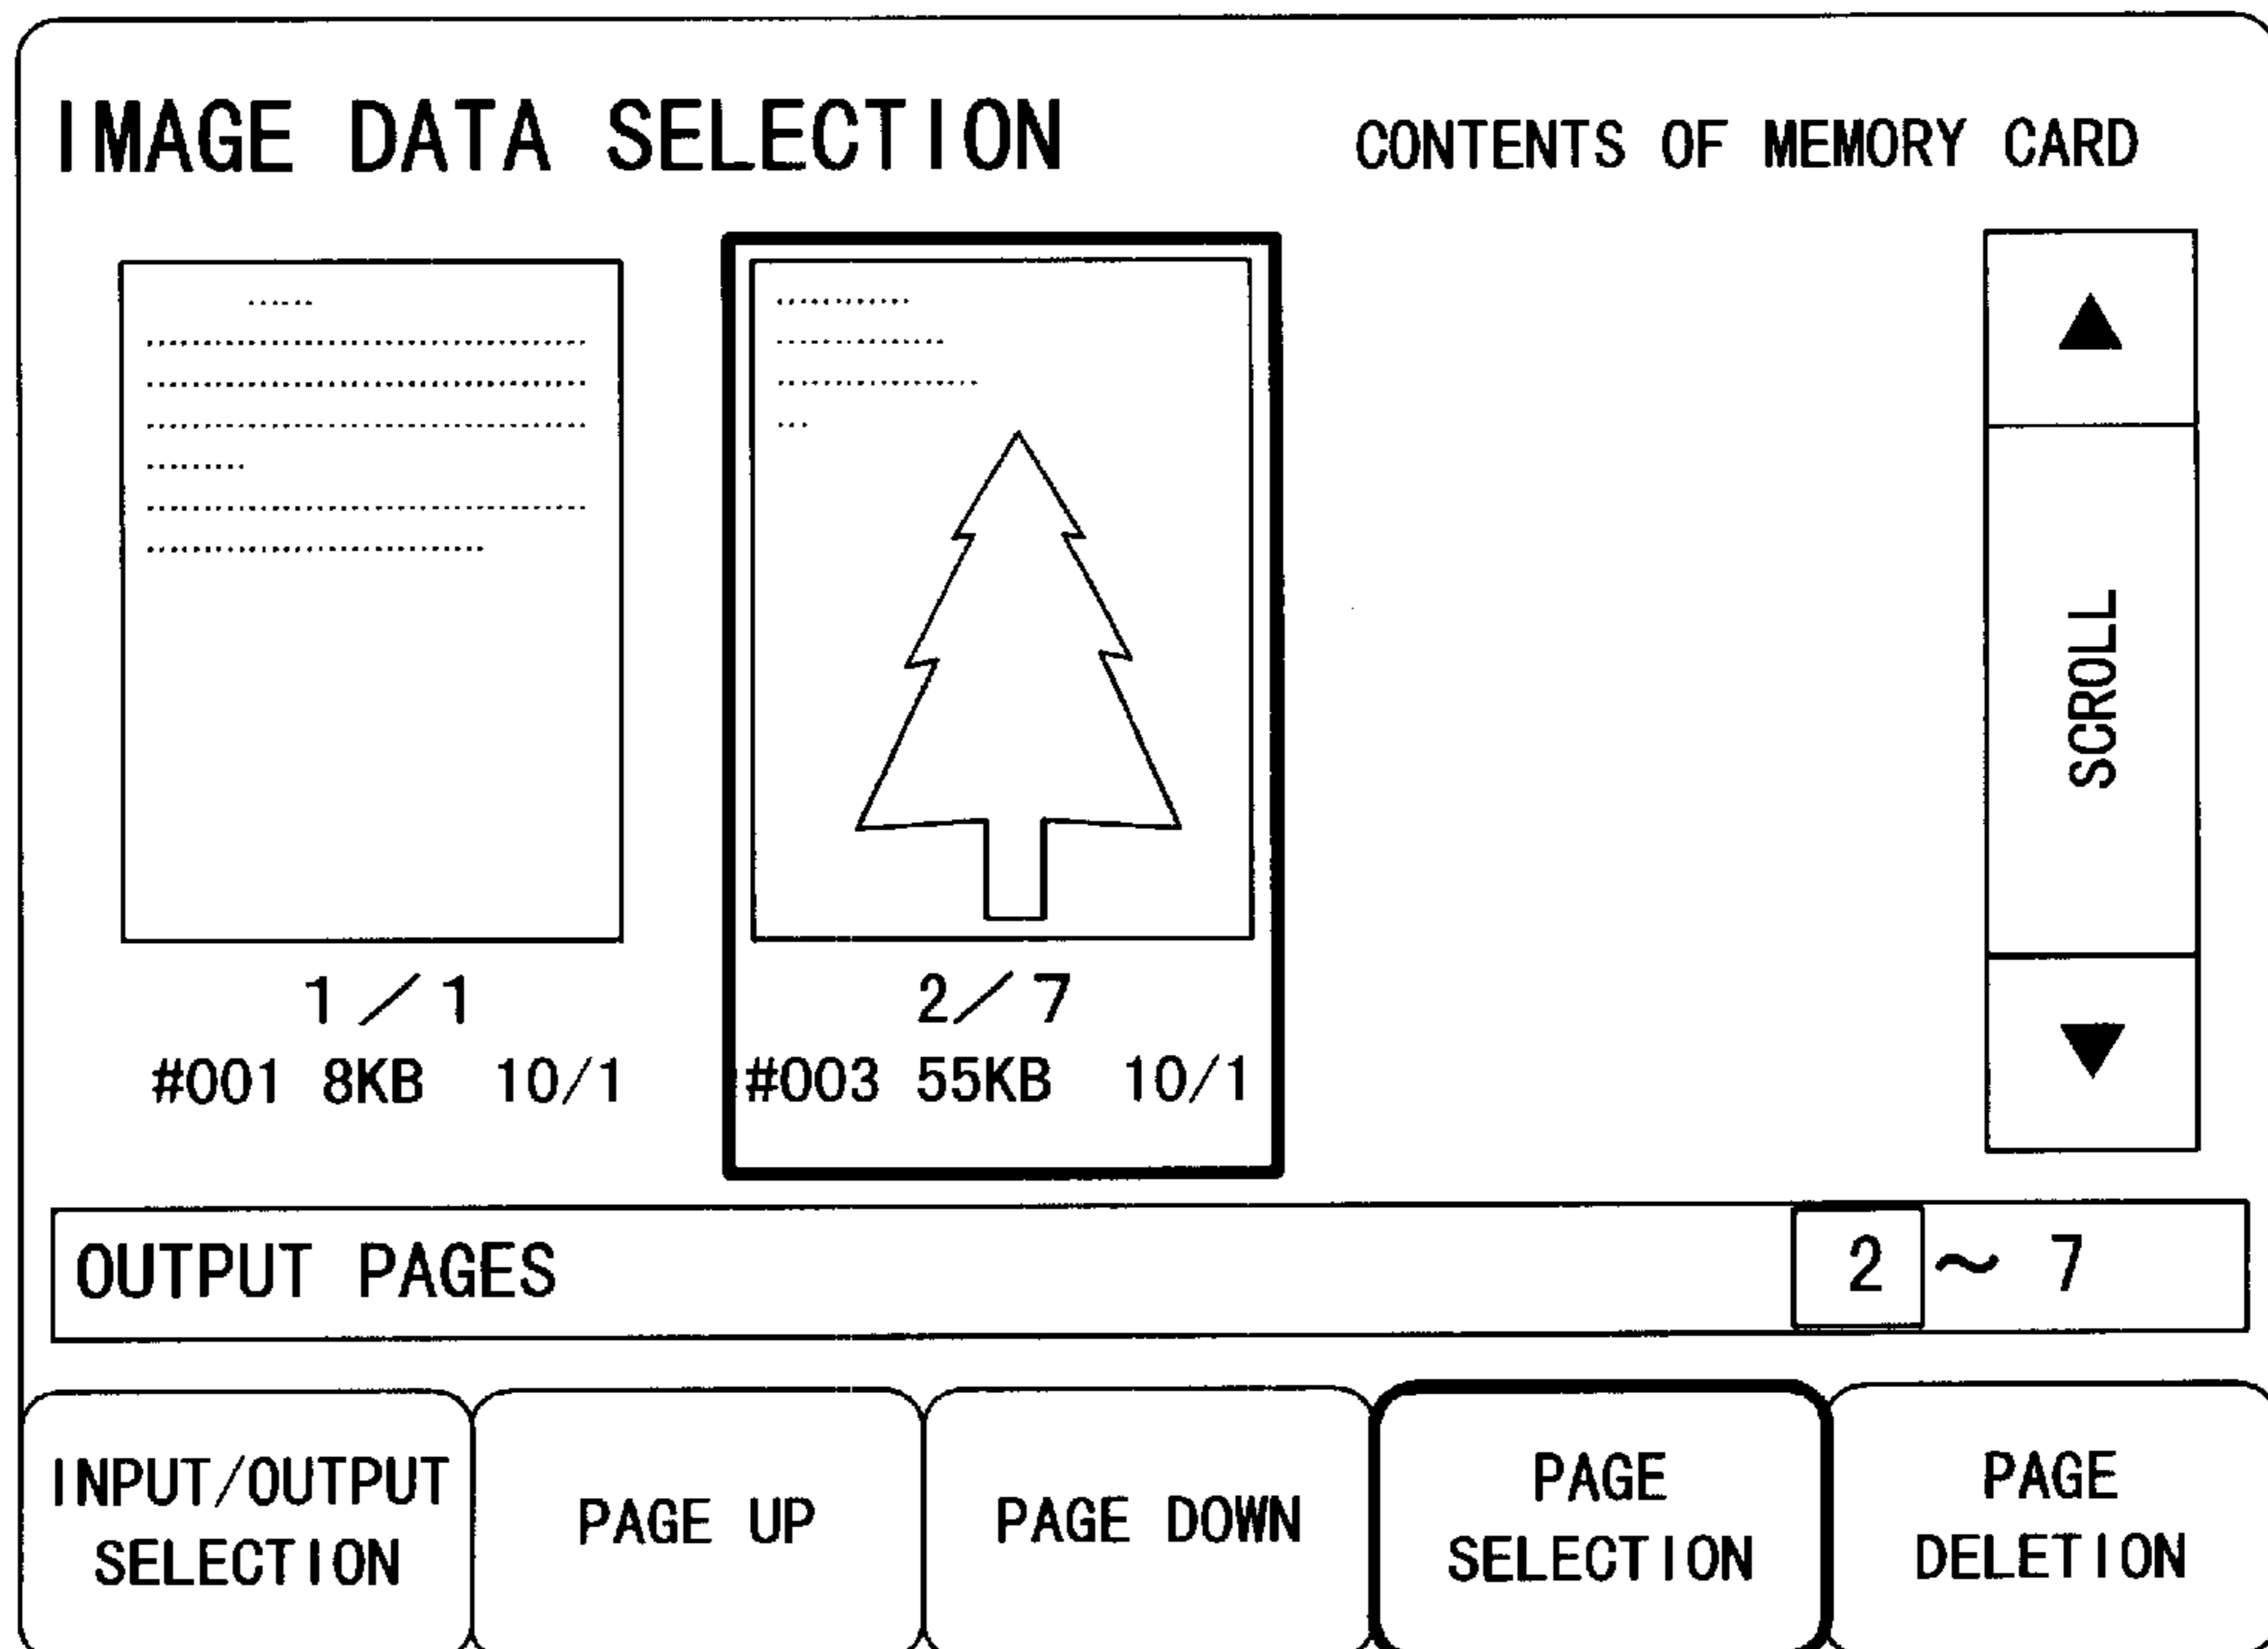 IMAGE DATA SELECTION
CONTENTS OF MEMORY CARD
1/1
#001 8KB 10/1
2/7
#003 55KB 10/1
SCROLL
OUTPUT PAGES 2 ~ 7
INPUT/OUTPUT
SELECTION
PAGE UP
PAGE DOWN
PAGE
SELECTION
PAGE
DELETION